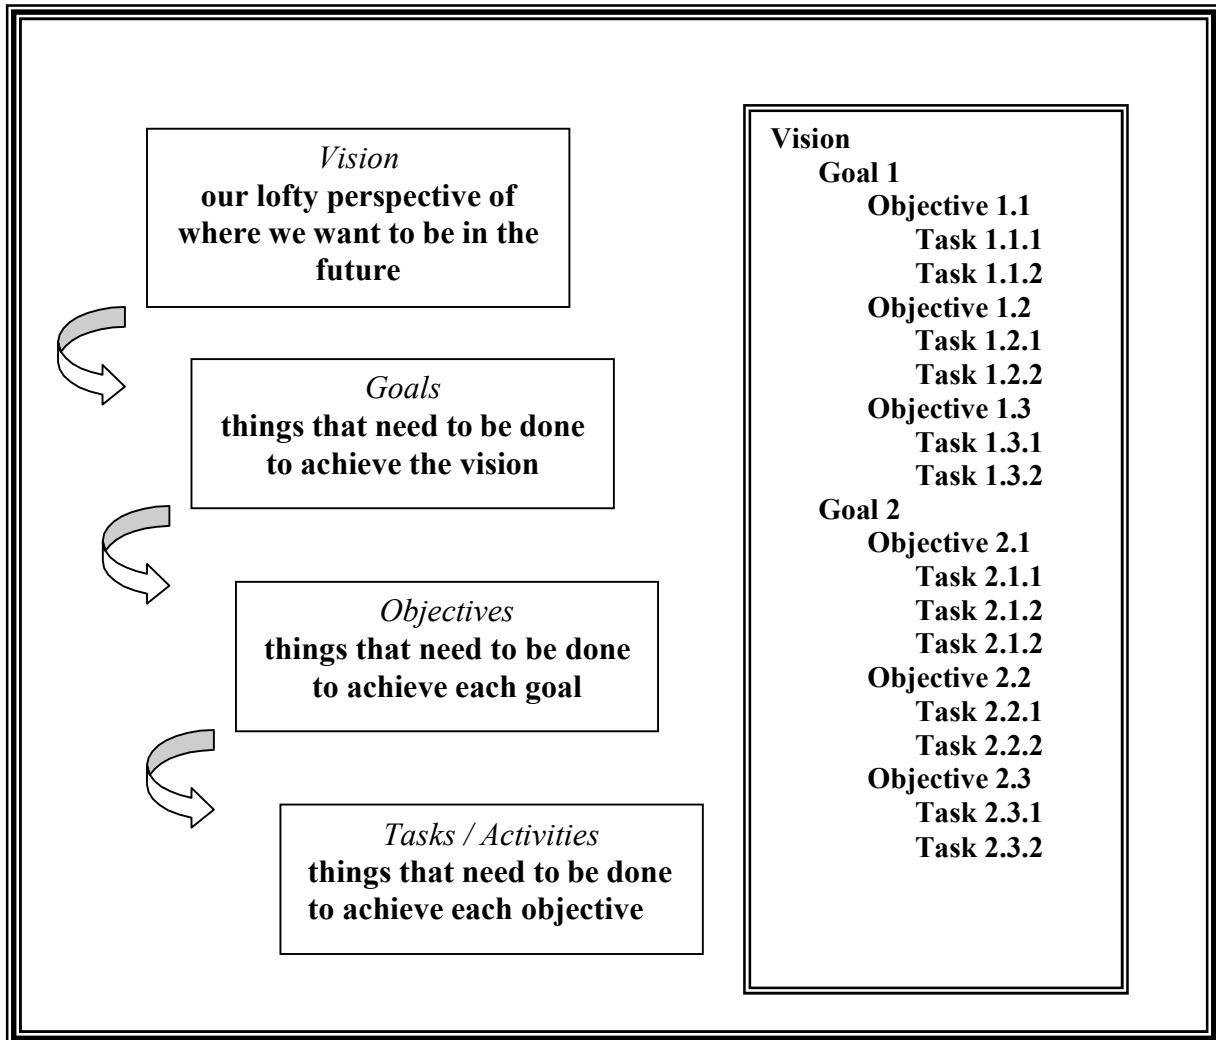 Vision
our lofty perspective of
where we want to be in the
future
Goals
things that need to be done
to achieve the vision
Objectives
things that need to be done
to achieve each goal
Tasks / Activities
things that need to be done
to achieve each objective
Vision
Goal 1
Objective 1.1
Task 1.1.1
Task 1.1.2
Objective 1.2
Task 1.2.1
Task 1.2.2
Objective 1.3
Task 1.3.1
Task 1.3.2
Goal 2
Objective 2.1
Task 2.1.1
Task 2.1.2
Task 2.1.2
Objective 2.2
Task 2.2.1
Task 2.2.2
Objective 2.3
Task 2.3.1
Task 2.3.2